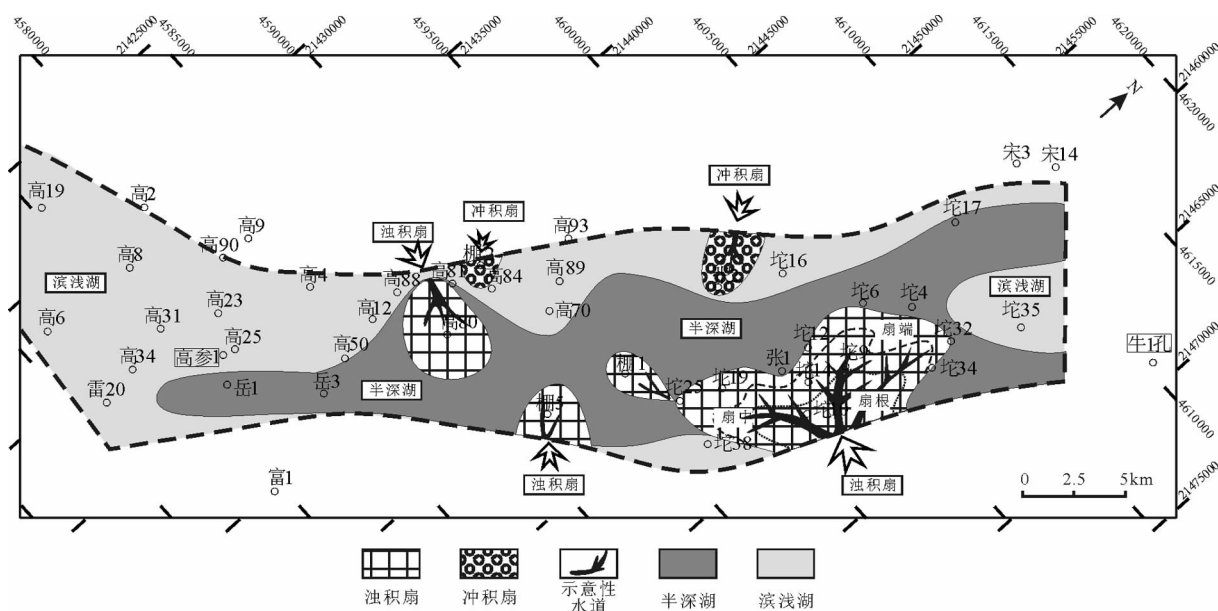 4580000
21425000
4585000
4590000
21430000
4595000
21435000
4600000
21440000
4605000
21445000
4610000
21450000
4615000
21455000
4620000
21460000
4620000
21465000
4615000
21470000
4610000
21475000
N
宋3
宋14
冲积扇
坨17
高19
高2
高9
高90
浊积扇
冲积扇
高93
高8
高4
高88
高81
高84
高89
坨16
滨浅湖
滨浅湖
高23
高12
高80
高70
坨6
坨4
坨35
高6
高31
高25
高参1
高50
半深湖
坨12
扇端
坨32
牛1孔
高34
雷20
岳1
岳3
半深湖
张1
坨19
坨25
坨34
扇中
扇根
坨38
富1
浊积扇
浊积扇
0 2.5 5km
浊积扇
冲积扇
示意性
水道
半深湖
滨浅湖